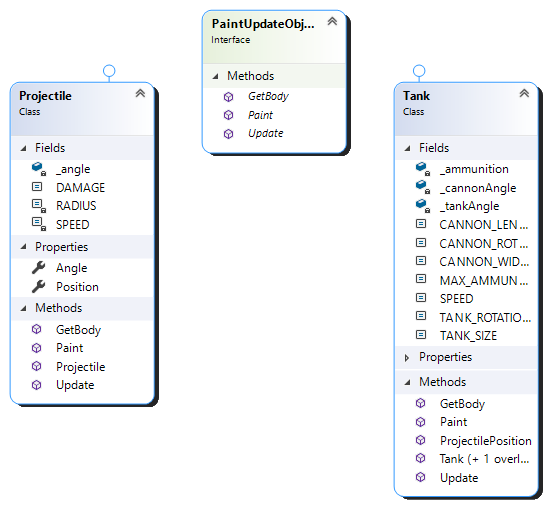 Projectile
Class
Fields
_angle
DAMAGE
RADIUS
SPEED
Properties
Angle
Position
Methods
GetBody
Paint
Projectile
Update
PaintUpdateObj...
Interface
Methods
GetBody
Paint
Update
Tank
Class
Fields
_ammunition
_cannonAngle
_tankAngle
CANNON_LEN...
CANNON_ROT...
CANNON_WID...
MAX_AMMUN...
SPEED
TANK_ROTATIO...
TANK_SIZE
Properties
Methods
GetBody
Paint
ProjectilePosition
Tank (+ 1 overl...
Update